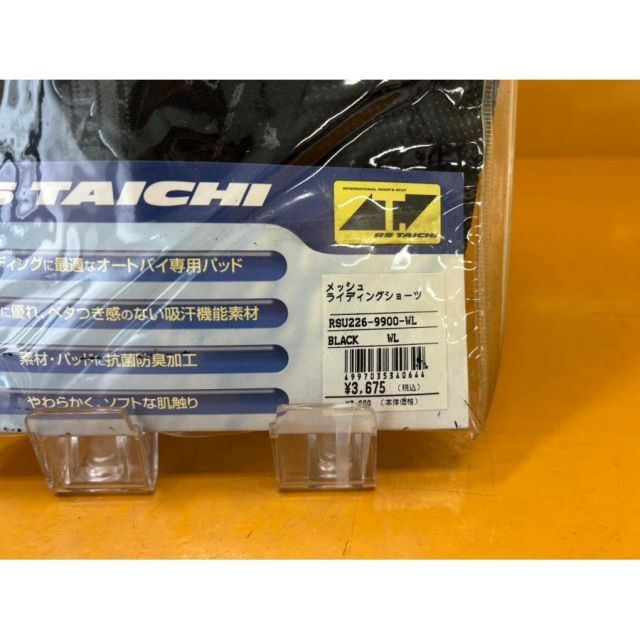 RS TAICHI
INTERNATIONAL RIDER'S SPOT
RS TAICHI
ディングに最適なオートバイ専用パッド
に優れ、ベタつき感のない吸汗機能素材
素材・パッドに抗菌防臭加工
やわらかく、ソフトな肌触り
メッシュ
ライディングショーツ
RSU226-9900-WL
BLACK WL
4997035340644
¥3,675 (税込)
¥3,500 (本体価格)